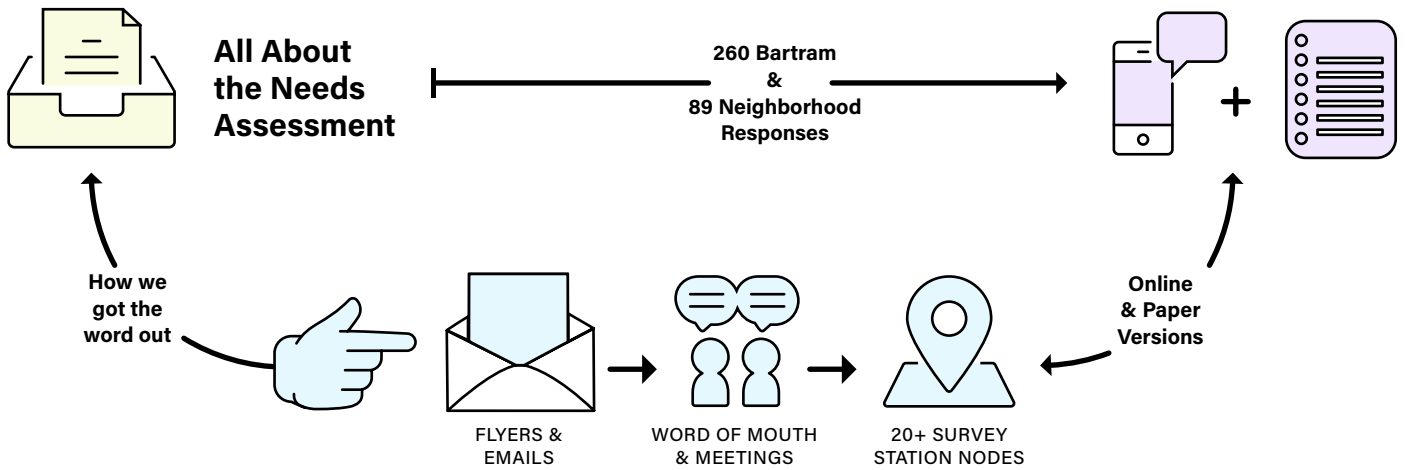 All About
the Needs
Assessment
260 Bartram
&
89 Neighborhood
Responses
How we
got the
word out
Online
& Paper
Versions
FLYERS &
EMAILS
WORD OF MOUTH
& MEETINGS
20+ SURVEY
STATION NODES